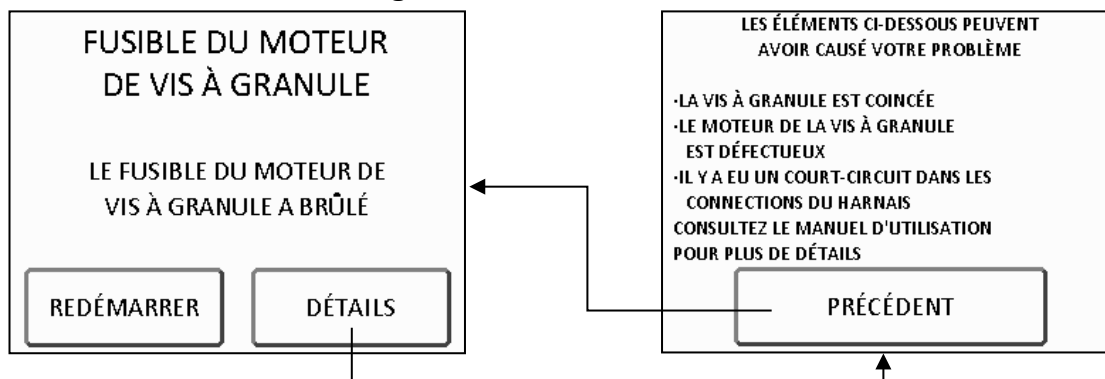 FUSIBLE DU MOTEUR
DE VIS À GRANULE
LE FUSIBLE DU MOTEUR DE
VIS À GRANULE A BRÛLÉ
REDÉMARRER
DÉTAILS
LES ÉLÉMENTS CI-DESSOUS PEUVENT
AVOIR CAUSÉ VOTRE PROBLÈME
·LA VIS À GRANULE EST COINCÉE
·LE MOTEUR DE LA VIS À GRANULE
EST DÉFECTUEUX
·IL Y A EU UN COURT-CIRCUIT DANS LES
CONNECTIONS DU HARNAIS
CONSULTEZ LE MANUEL D'UTILISATION
POUR PLUS DE DÉTAILS
PRÉCÉDENT